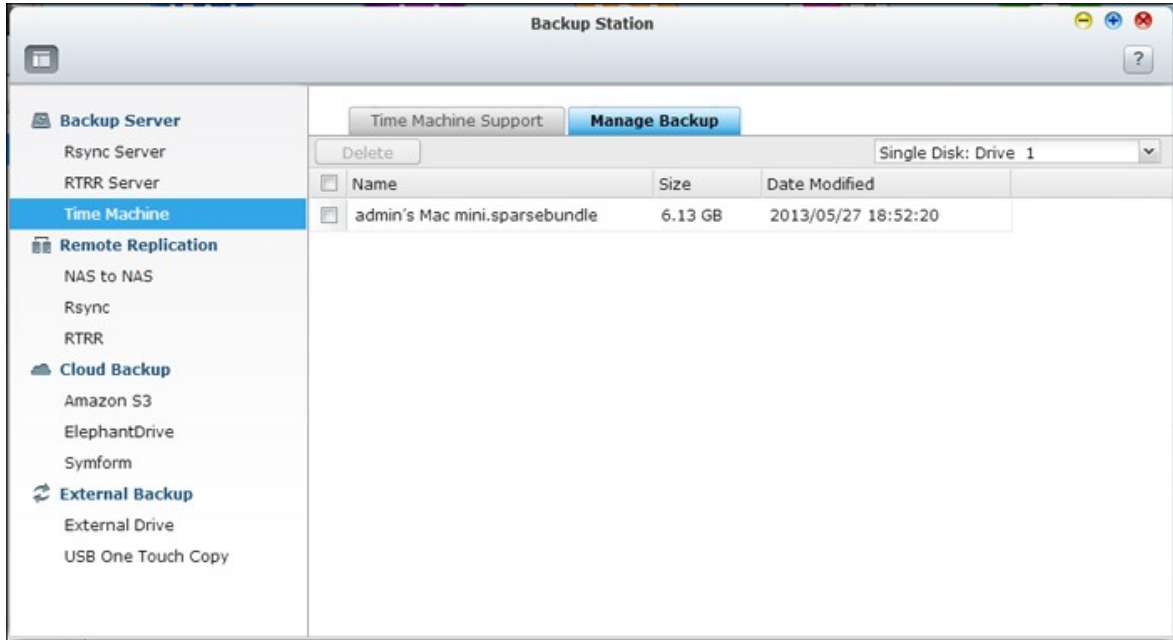 Backup Station
?
Backup Server
Rsync Server
RTRR Server
Time Machine
Remote Replication
NAS to NAS
Rsync
RTRR
Cloud Backup
Amazon S3
ElephantDrive
Symform
External Backup
External Drive
USB One Touch Copy
Time Machine Support Manage Backup
Delete Single Disk: Drive 1
Name Size Date Modified
admin´s Mac mini.sparsebundle 6.13 GB 2013/05/27 18:52:20